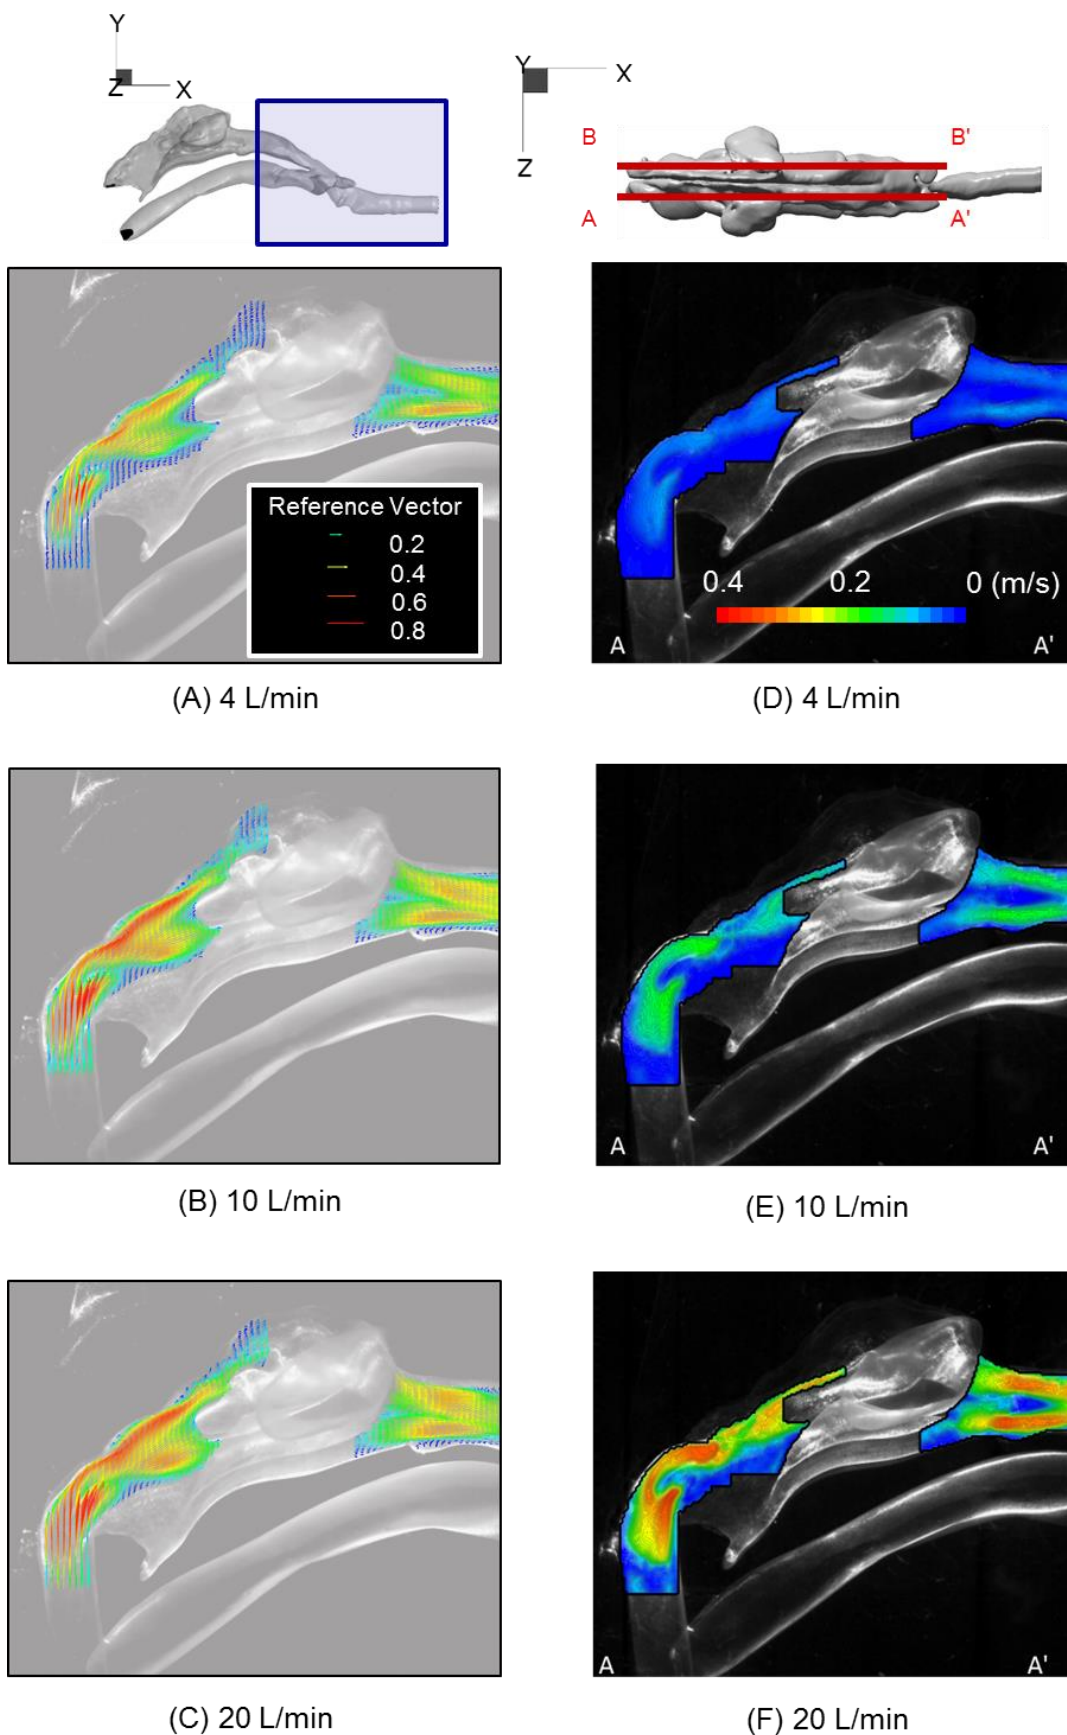 Y
Z X
Y X
Z
B B'
A A'
Reference Vector
0.2
0.4
0.6
0.8
0.4 0.2 0 (m/s)
A A'
(A) 4 L/min (D) 4 L/min
A A'
(B) 10 L/min (E) 10 L/min
A A'
(C) 20 L/min (F) 20 L/min